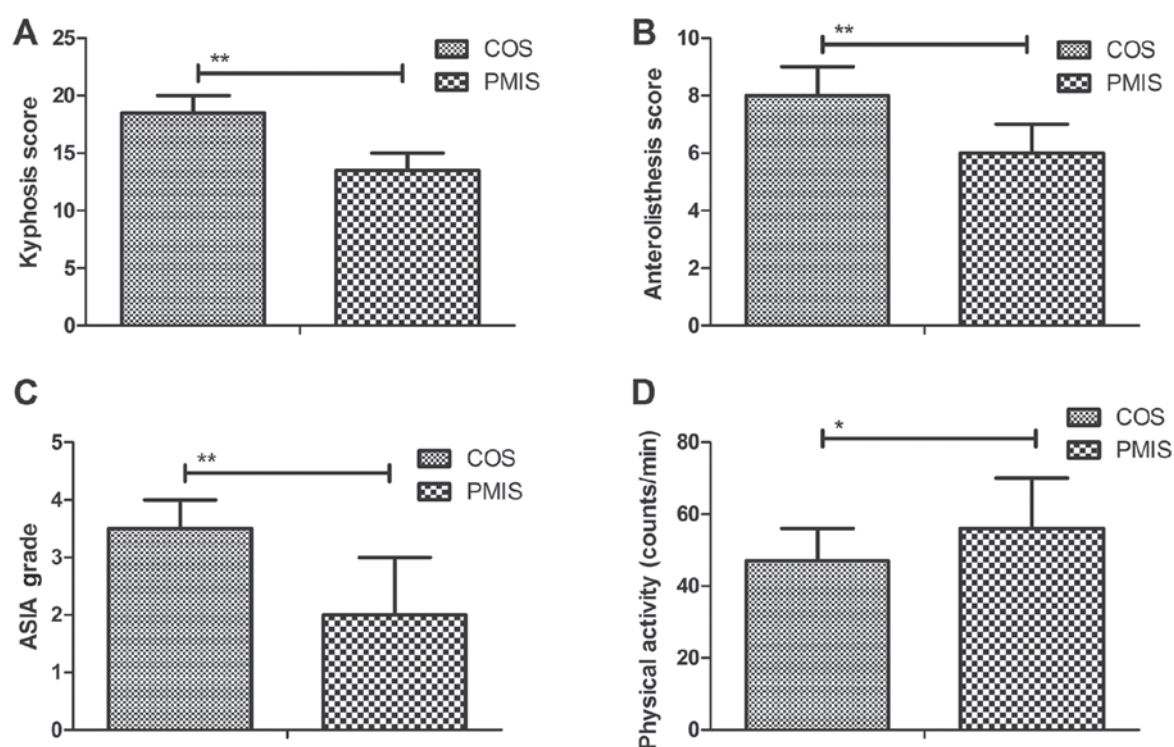 A
Kyphosis score
25
20
15
10
5
0
**
COS
PMIS
B
Anterolisthesis score
10
8
6
4
2
0
**
COS
PMIS
C
ASIA grade
5
4
3
2
1
0
**
COS
PMIS
D
Physical activity (counts/min)
80
60
40
20
0
*
COS
PMIS